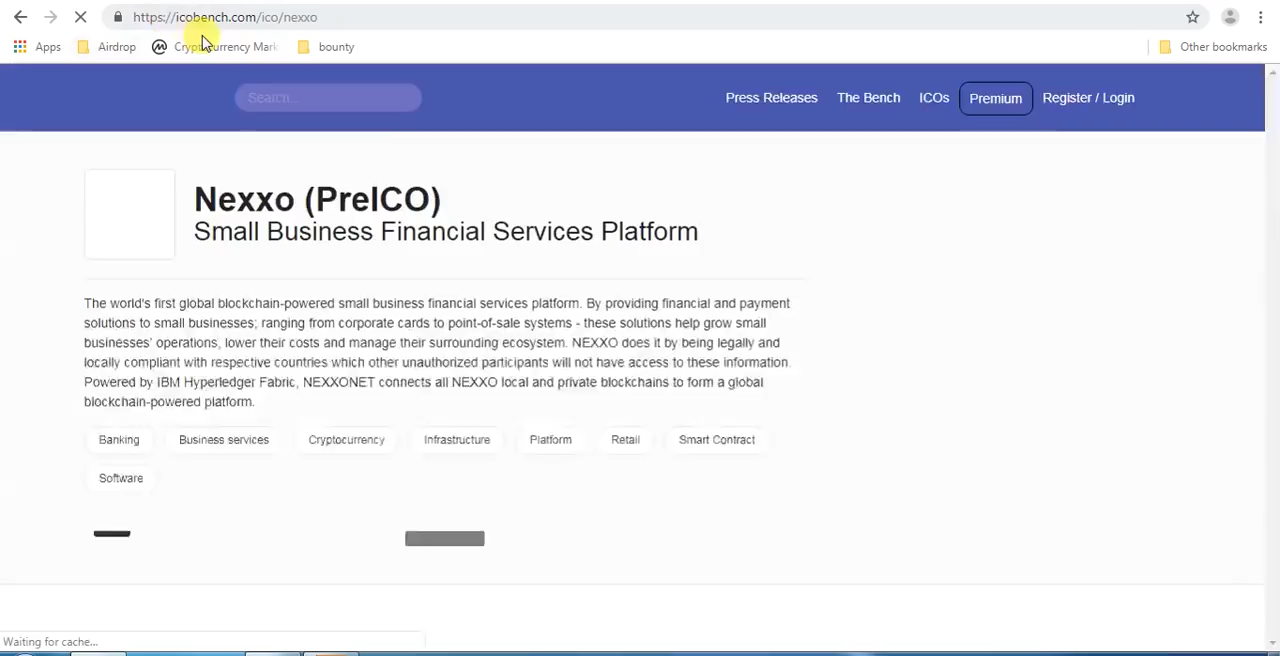 https://icobench.com/ico/nexxo
Apps Airdrop Cryptocurrency Mark bounty Other bookmarks
Search... Press Releases The Bench ICOs Premium Register / Login
Nexxo (PreICO)
Small Business Financial Services Platform
The world's first global blockchain-powered small business financial services platform. By providing financial and payment
solutions to small businesses; ranging from corporate cards to point-of-sale systems - these solutions help grow small
businesses' operations, lower their costs and manage their surrounding ecosystem. NEXXO does it by being legally and
locally compliant with respective countries which other unauthorized participants will not have access to these information.
Powered by IBM Hyperledger Fabric, NEXXONET connects all NEXXO local and private blockchains to form a global
blockchain-powered platform.
Banking Business services Cryptocurrency Infrastructure Platform Retail Smart Contract
Software
Waiting for cache...